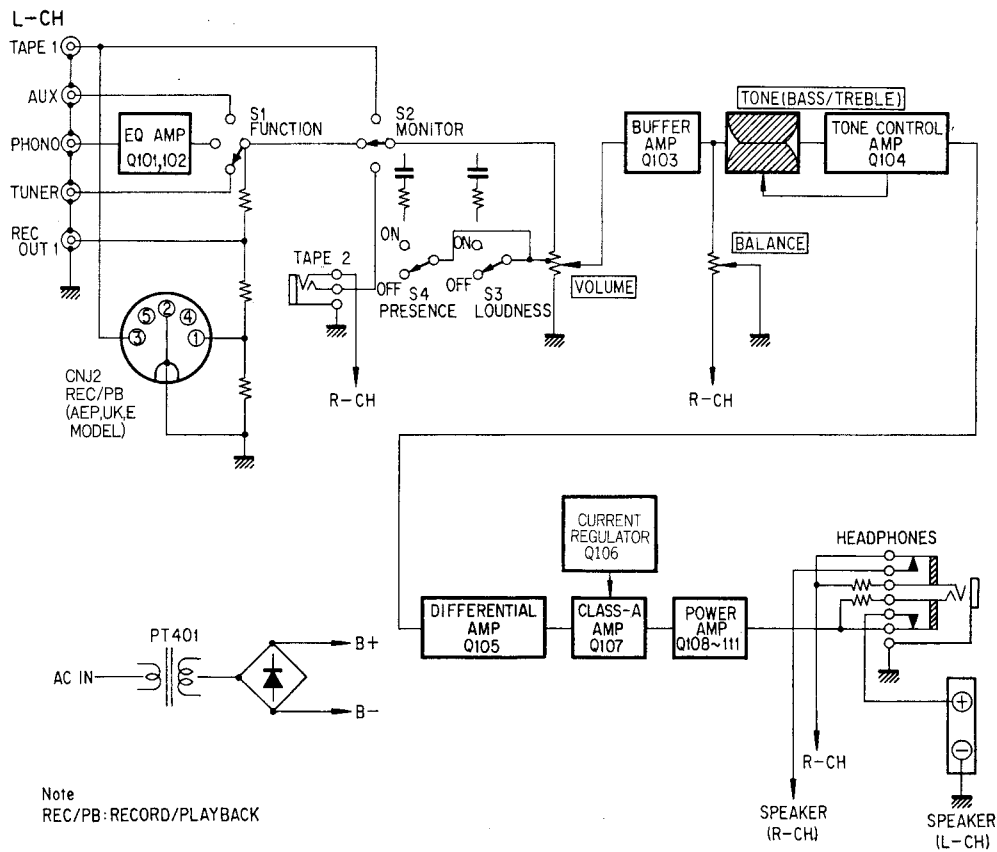 L-CH
TAPE 1
AUX
PHONO
TUNER
REC
OUT 1
EQ AMP
Q101,102
S1
FUNCTION
S2
MONITOR
BUFFER
AMP
Q103
TONE(BASS/TREBLE)
TONE CONTROL
AMP
Q104
BALANCE
R-CH
TAPE 2
R-CH
ON
OFF
S4
PRESENCE
ON
OFF
S3
LOUDNESS
VOLUME
5
2
4
3
1
CNJ2
REC/PB
(AEP,UK,E
MODEL)
CURRENT
REGULATOR
Q106
DIFFERENTIAL
AMP
Q105
CLASS-A
AMP
Q107
POWER
AMP
Q108~111
HEADPHONES
R-CH
SPEAKER
(R-CH)
+
−
SPEAKER
(L-CH)
PT401
AC IN
B+
B-
Note
REC/PB:RECORD/PLAYBACK